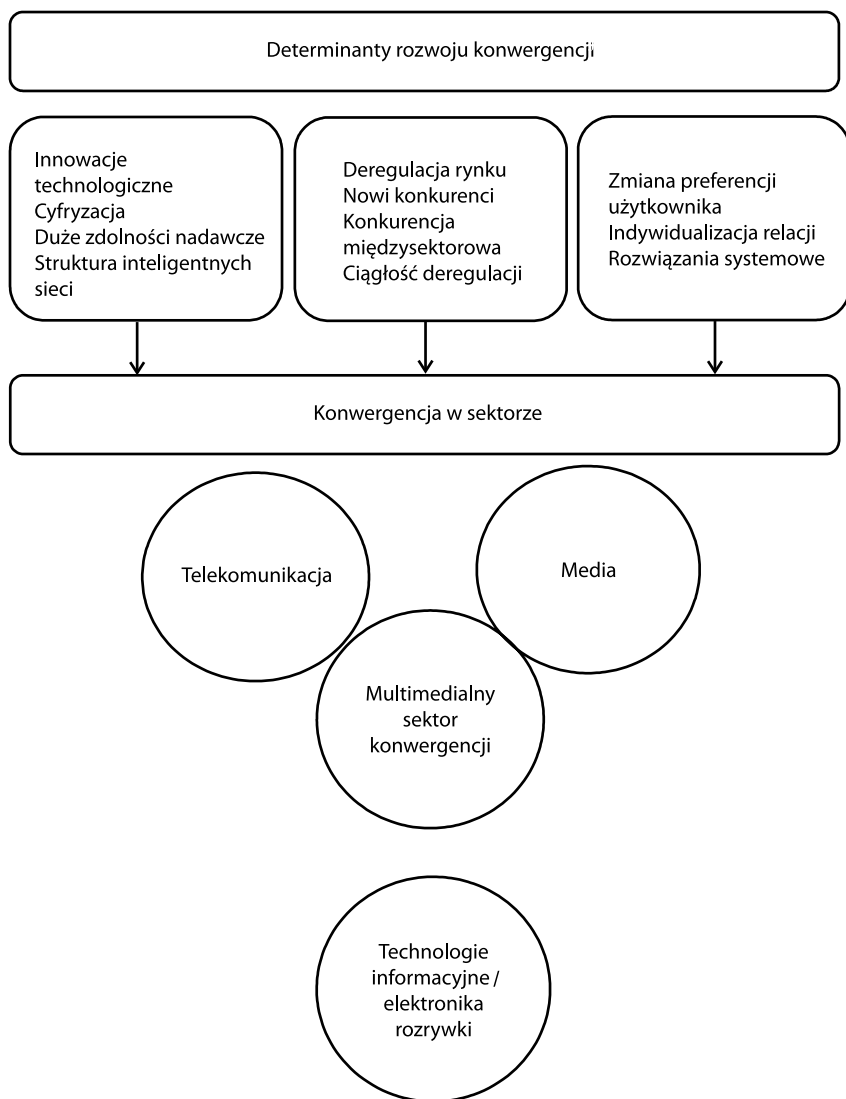 Determinanty rozwoju konwergencji
Innowacje
technologiczne
Cyfryzacja
Duże zdolności nadawcze
Struktura inteligentnych
sieci
Deregulacja rynku
Nowi konkurenci
Konkurencja
międzysektorowa
Ciągłość deregulacji
Zmiana preferencji
użytkownika
Indywidualizacja relacji
Rozwiązania systemowe
Konwergencja w sektorze
Telekomunikacja
Media
Multimedialny
sektor
konwergencji
Technologie
informacyjne /
elektronika
rozrywki